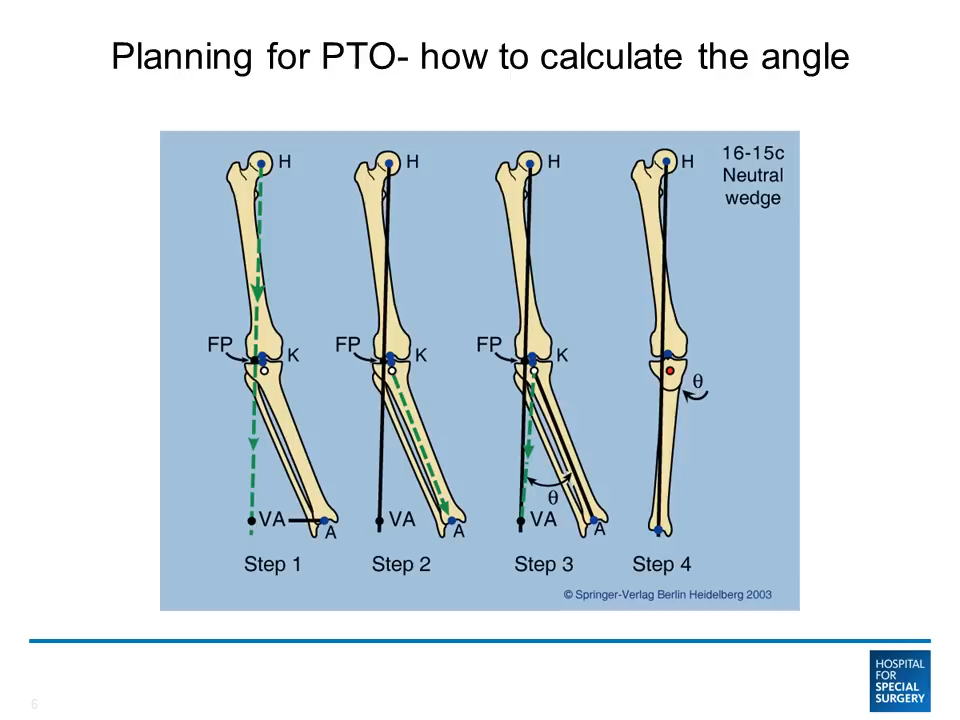 Planning for PTO- how to calculate the angle
H
H
H
H
16-15c
Neutral
wedge
FP
K
FP
K
FP
K
θ
θ
VA
A
VA
A
VA
A
Step 1
Step 2
Step 3
Step 4
© Springer-Verlag Berlin Heidelberg 2003
HOSPITAL
FOR
SPECIAL
SURGERY
6